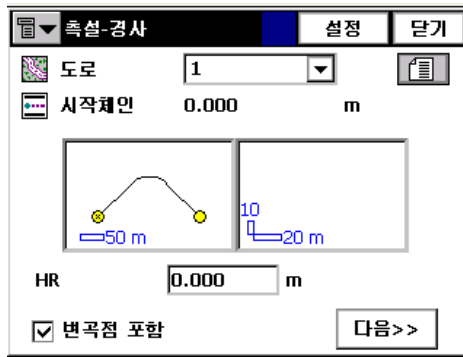 측설-경사 설정 닫기
도로 1
시작체인 0.000 m
50 m 10 20 m
HR 0.000 m
변곡점 포함 다음>>